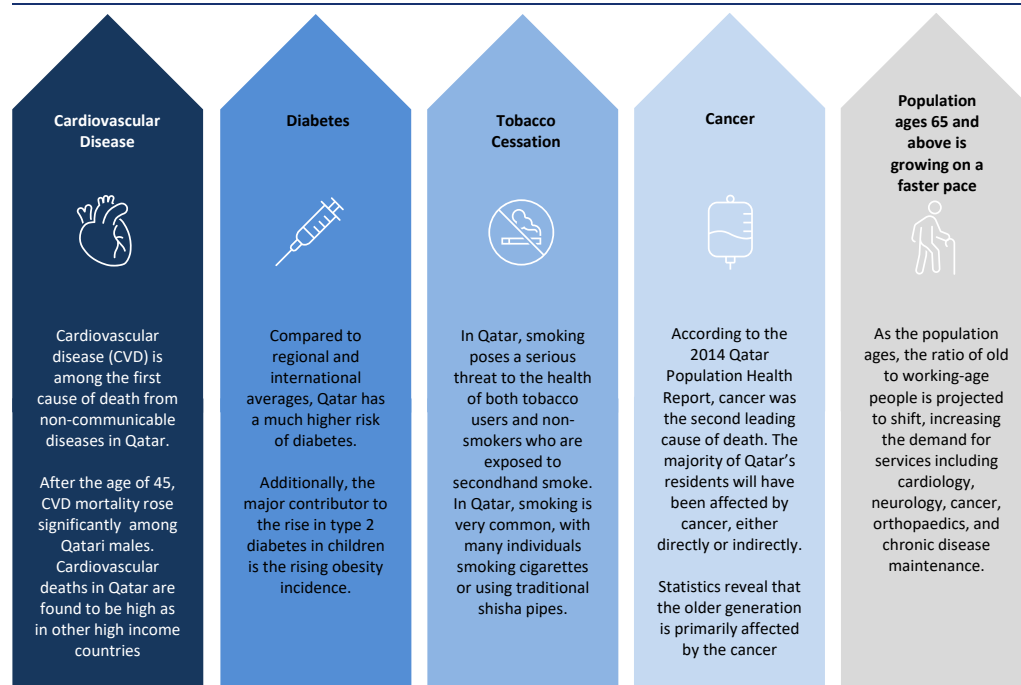 Cardiovascular
Disease
Cardiovascular
disease (CVD) is
among the first
cause of death from
non-communicable
diseases in Qatar.
After the age of 45,
CVD mortality rose
significantly among
Qatari males.
Cardiovascular
deaths in Qatar are
found to be high as
in other high income
countries
Diabetes
Compared to
regional and
international
averages, Qatar has
a much higher risk
of diabetes.
Additionally, the
major contributor to
the rise in type 2
diabetes in children
is the rising obesity
incidence.
Tobacco
Cessation
In Qatar, smoking
poses a serious
threat to the health
of both tobacco
users and non-
smokers who are
exposed to
secondhand smoke.
In Qatar, smoking is
very common, with
many individuals
smoking cigarettes
or using traditional
shisha pipes.
Cancer
According to the
2014 Qatar
Population Health
Report, cancer was
the second leading
cause of death. The
majority of Qatar’s
residents will have
been affected by
cancer, either
directly or indirectly.
Statistics reveal that
the older generation
is primarily affected
by the cancer
Population
ages 65 and
above is
growing on a
faster pace
As the population
ages, the ratio of old
to working-age
people is projected
to shift, increasing
the demand for
services including
cardiology,
neurology, cancer,
orthopaedics, and
chronic disease
maintenance.